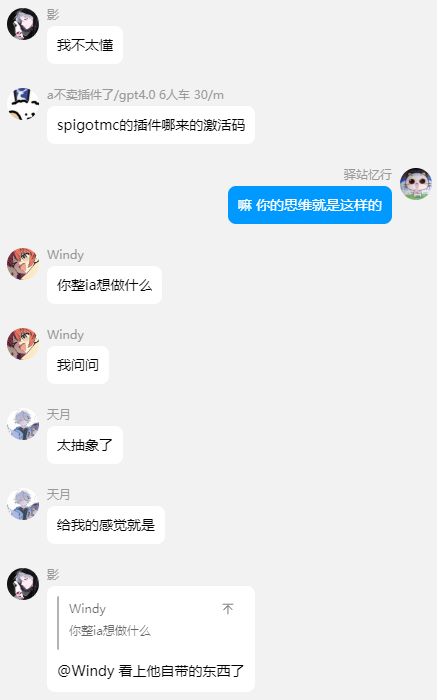 影
我不太懂
a不卖插件了/gpt4.0 6人车 30/m
spigotmc的插件哪来的激活码
驿站忆行
嘛 你的思维就是这样的
Windy
你整ia想做什么
Windy
我问问
天月
太抽象了
天月
给我的感觉就是
影
Windy
你整ia想做什么
@Windy 看上他自带的东西了